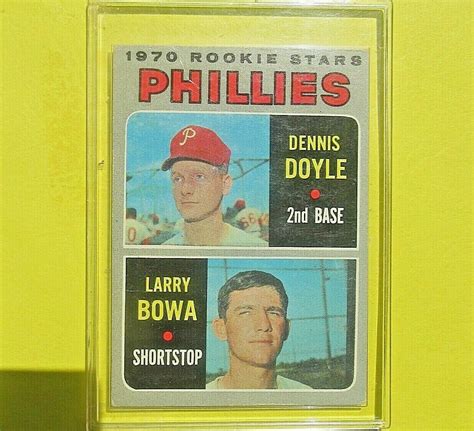 1970 ROOKIE STARS
PHILLIES
P
DENNIS
DOYLE
2nd BASE
LARRY
BOWA
SHORTSTOP